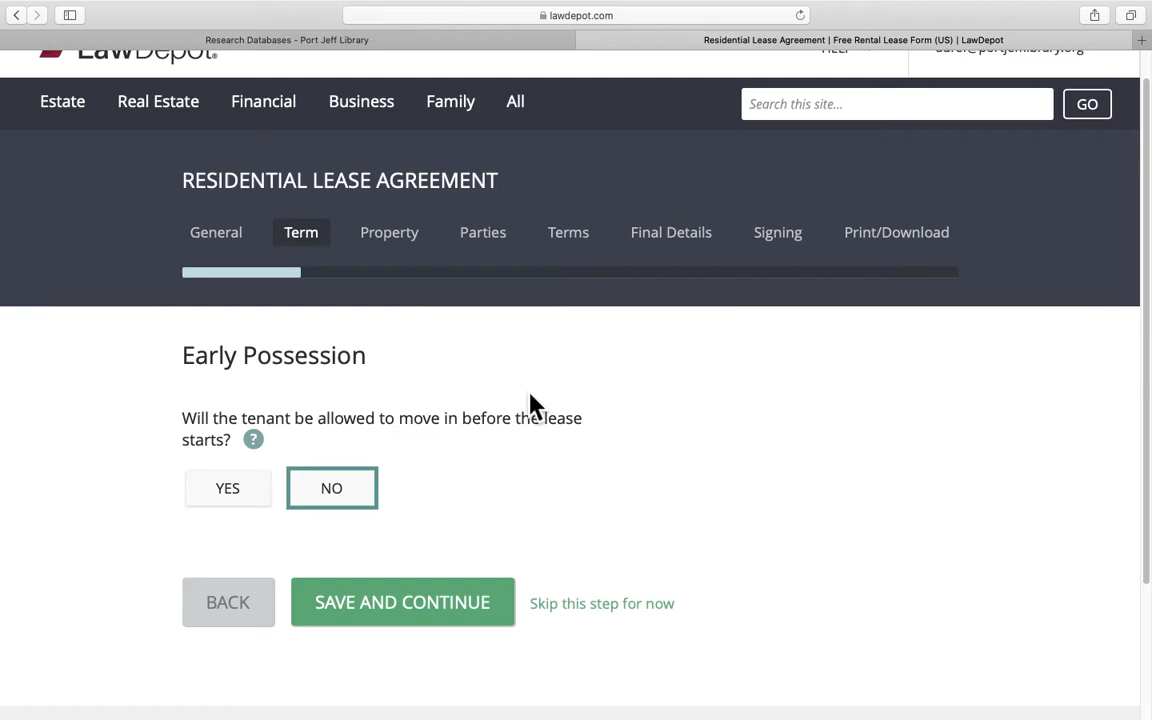 lawdepot.com
Research Databases - Port Jeff Library
Residential Lease Agreement | Free Rental Lease Form (US) | LawDepot
LawDepot®
HELP
Estate
Real Estate
Financial
Business
Family
All
Search this site...
GO
RESIDENTIAL LEASE AGREEMENT
General
Term
Property
Parties
Terms
Final Details
Signing
Print/Download
Early Possession
Will the tenant be allowed to move in before the lease
starts? ?
YES
NO
BACK
SAVE AND CONTINUE
Skip this step for now